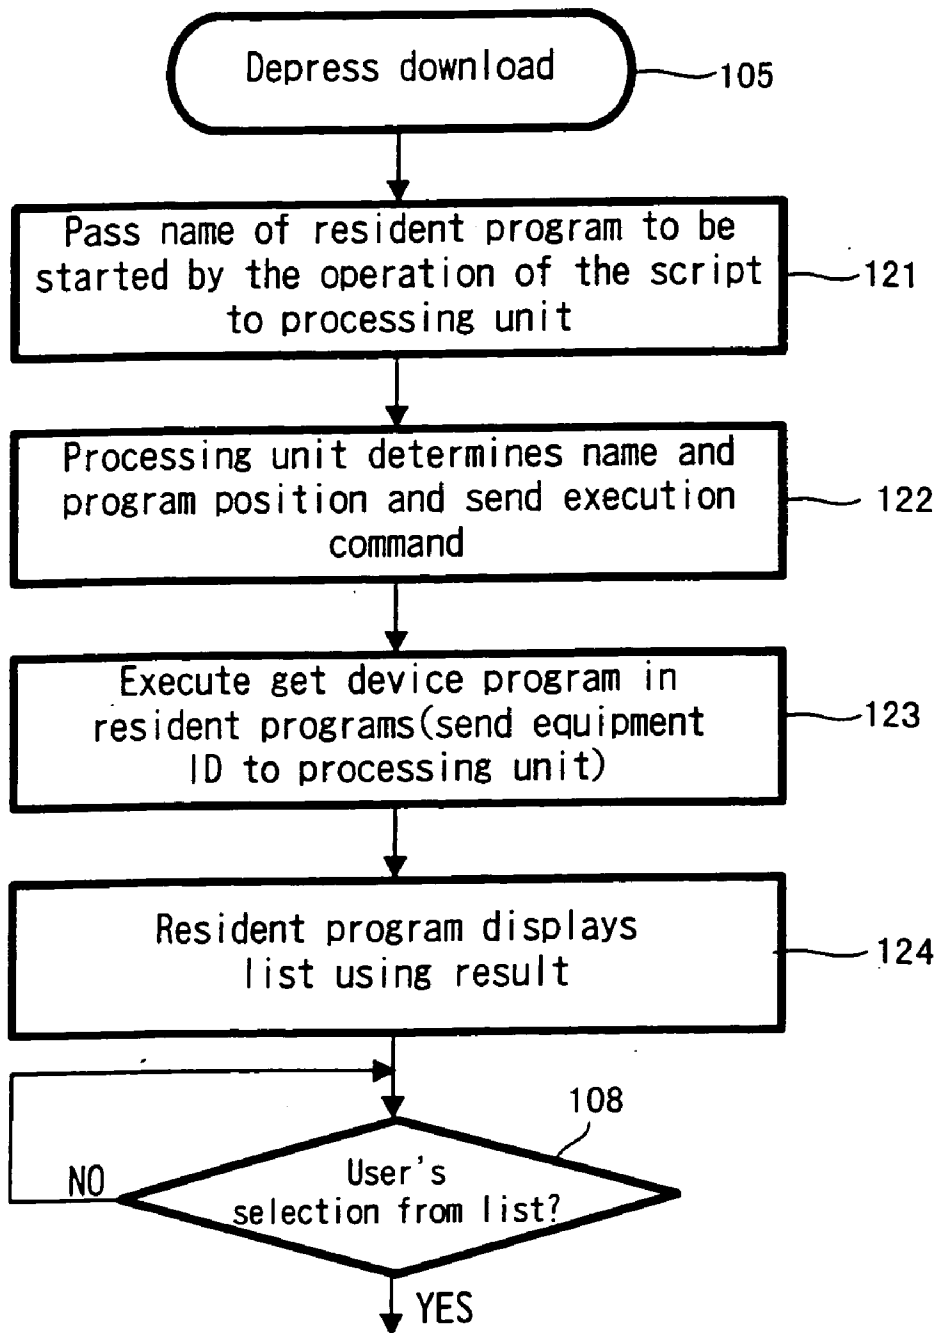 Depress download
105
Pass name of resident program to be
started by the operation of the script
to processing unit
121
Processing unit determines name and
program position and send execution
command
122
Execute get device program in
resident programs(send equipment
ID to processing unit)
123
Resident program displays
list using result
124
108
User's
selection from list?
NO
YES